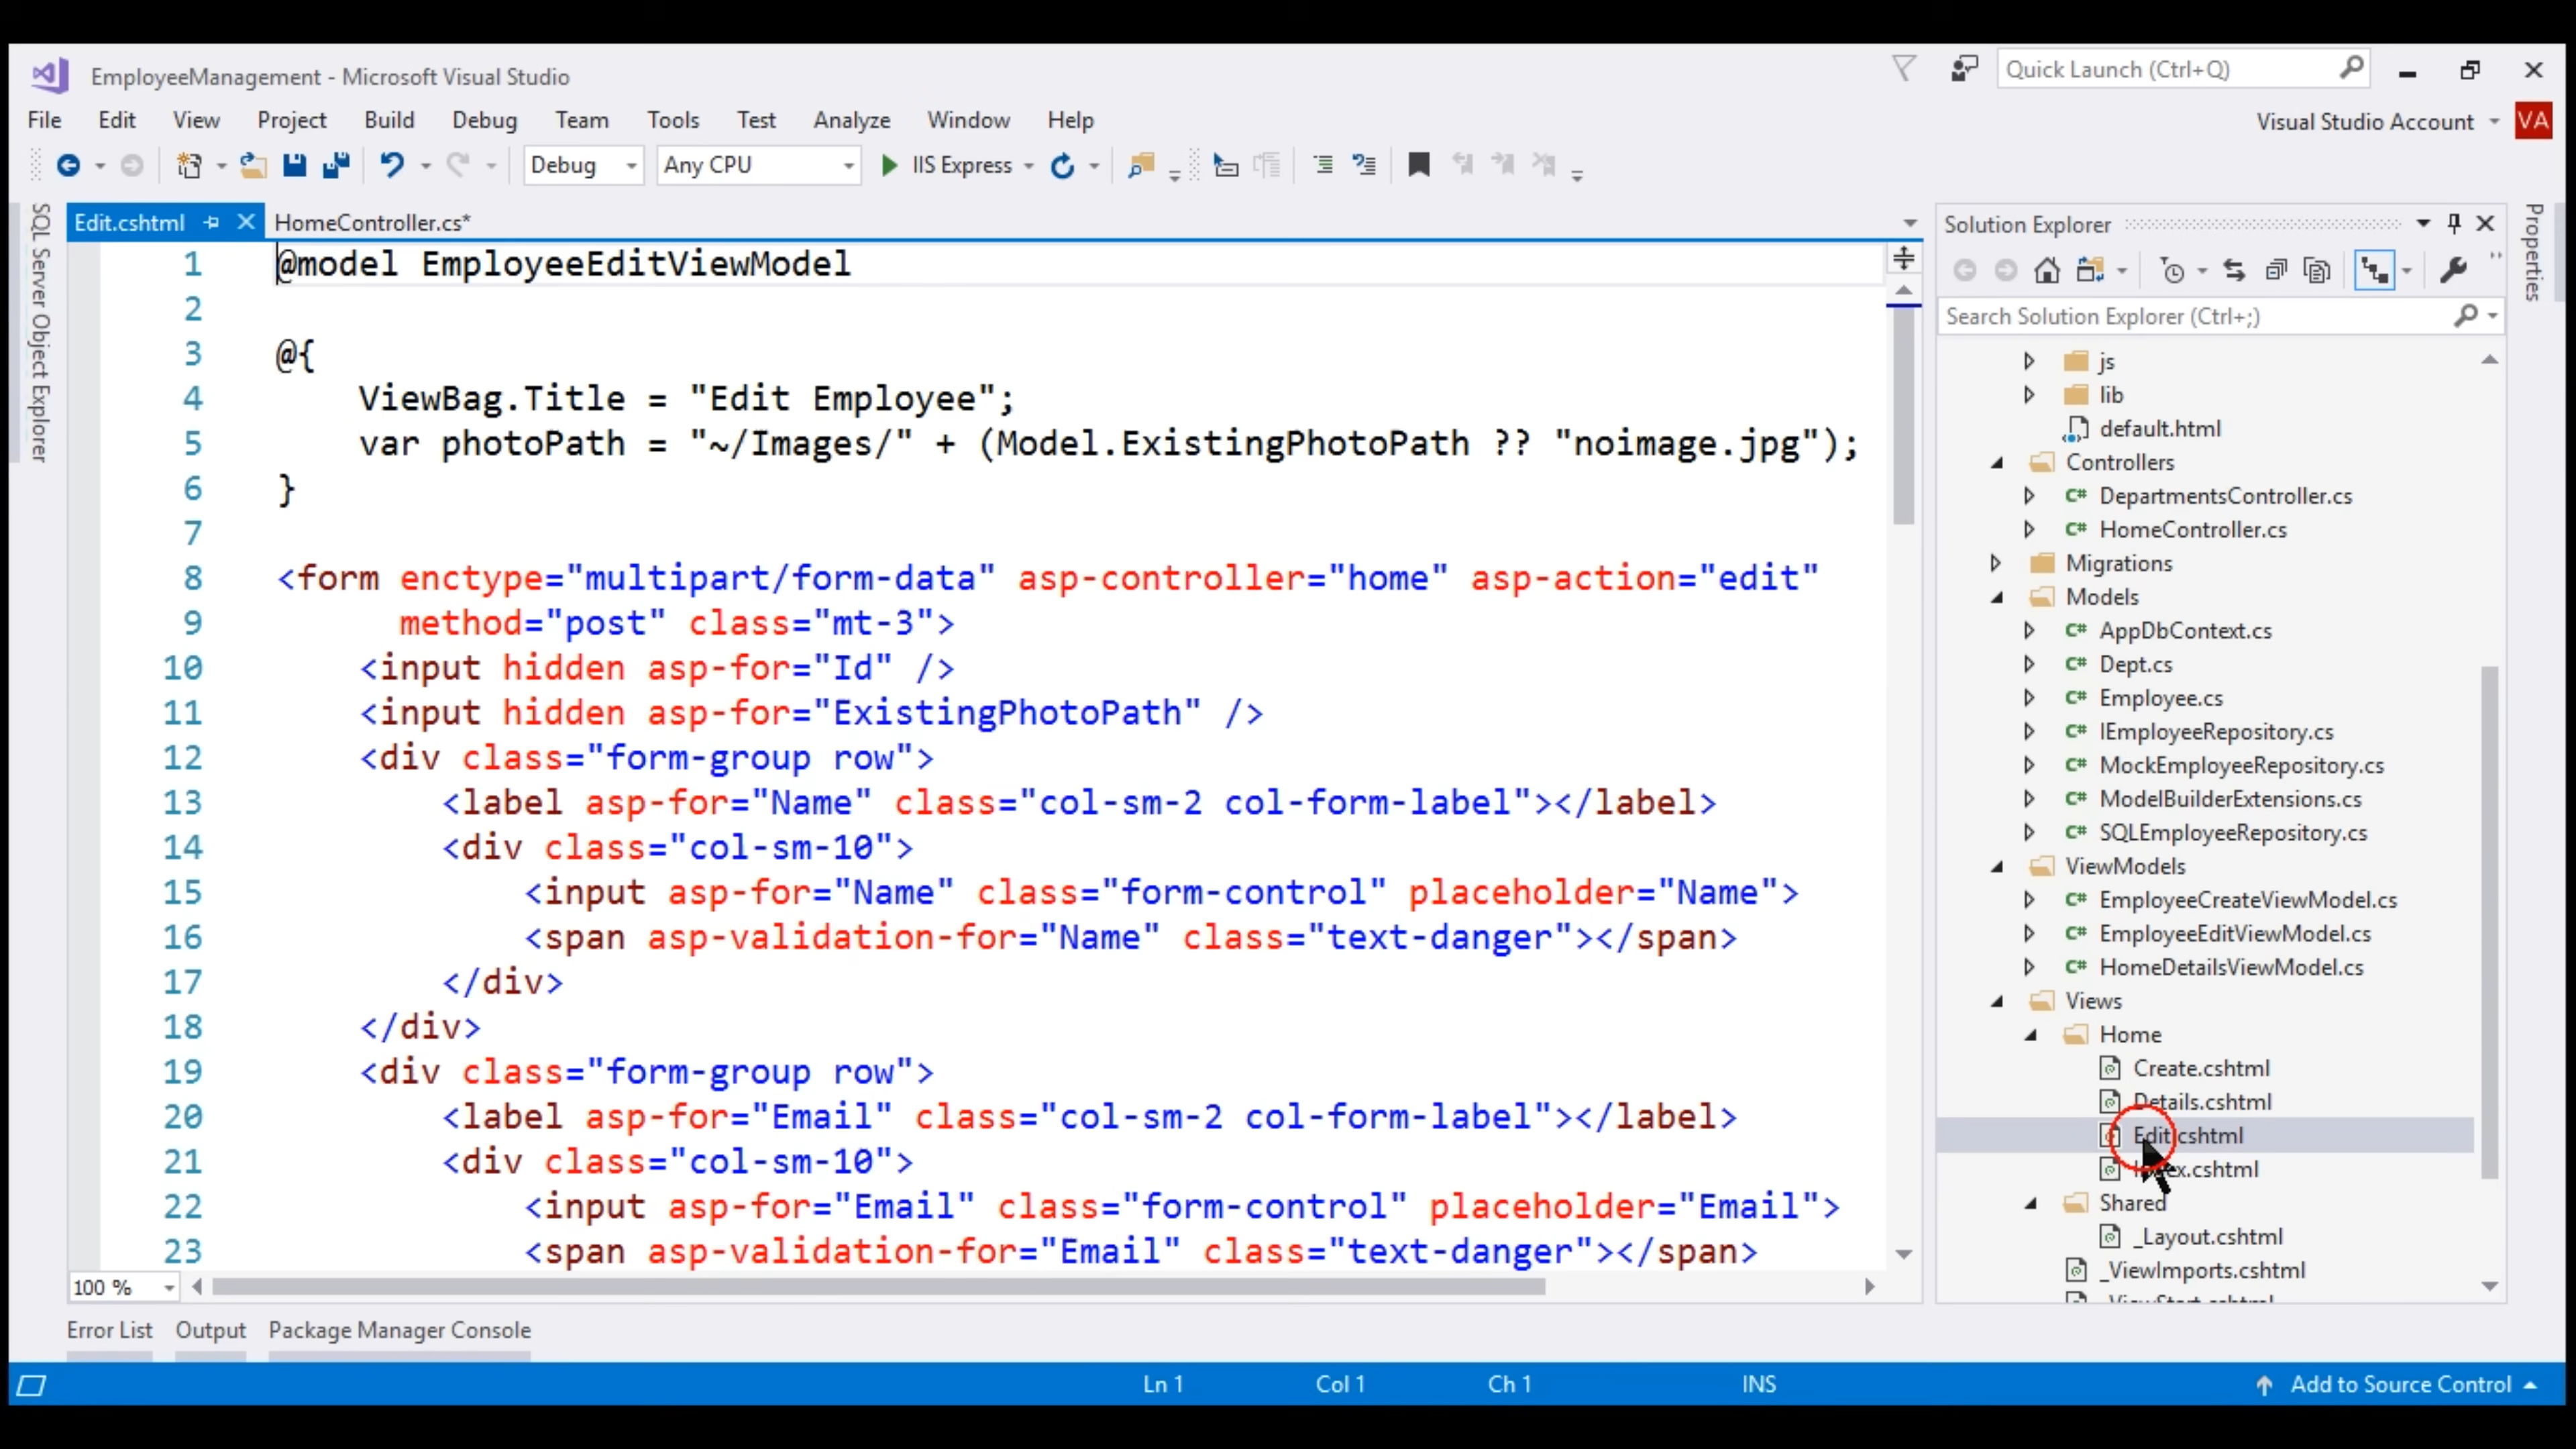 EmployeeManagement - Microsoft Visual Studio
Quick Launch (Ctrl+Q)
File Edit View Project Build Debug Team Tools Test Analyze Window Help
Visual Studio Account VA
Debug Any CPU IIS Express
SQL Server Object Explorer
Edit.cshtml HomeController.cs*
1 @model EmployeeEditViewModel
2
3 @{
4 ViewBag.Title = "Edit Employee";
5 var photoPath = "~/Images/" + (Model.ExistingPhotoPath ?? "noimage.jpg");
6 }
7
8 <form enctype="multipart/form-data" asp-controller="home" asp-action="edit"
9 method="post" class="mt-3">
10 <input hidden asp-for="Id" />
11 <input hidden asp-for="ExistingPhotoPath" />
12 <div class="form-group row">
13 <label asp-for="Name" class="col-sm-2 col-form-label"></label>
14 <div class="col-sm-10">
15 <input asp-for="Name" class="form-control" placeholder="Name">
16 <span asp-validation-for="Name" class="text-danger"></span>
17 </div>
18 </div>
19 <div class="form-group row">
20 <label asp-for="Email" class="col-sm-2 col-form-label"></label>
21 <div class="col-sm-10">
22 <input asp-for="Email" class="form-control" placeholder="Email">
23 <span asp-validation-for="Email" class="text-danger"></span>
100 %
Solution Explorer
Search Solution Explorer (Ctrl+;)
js
lib
default.html
Controllers
C# DepartmentsController.cs
C# HomeController.cs
Migrations
Models
C# AppDbContext.cs
C# Dept.cs
C# Employee.cs
C# IEmployeeRepository.cs
C# MockEmployeeRepository.cs
C# ModelBuilderExtensions.cs
C# SQLEmployeeRepository.cs
ViewModels
C# EmployeeCreateViewModel.cs
C# EmployeeEditViewModel.cs
C# HomeDetailsViewModel.cs
Views
Home
Create.cshtml
Details.cshtml
Edit.cshtml
Index.cshtml
Shared
_Layout.cshtml
_ViewImports.cshtml
_ViewStart.cshtml
Properties
Error List Output Package Manager Console
Ln 1 Col 1 Ch 1 INS Add to Source Control